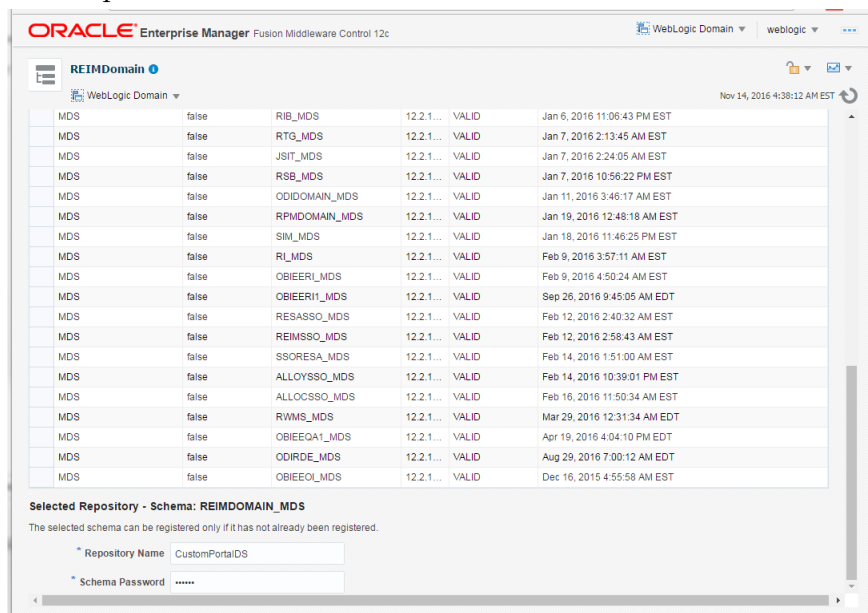 ORACLE Enterprise Manager Fusion Middleware Control 12c WebLogic Domain weblogic
REIMDomain
WebLogic Domain Nov 14, 2016 4:38:12 AM EST
MDS false RIB_MDS 12.2.1... VALID Jan 6, 2016 11:06:43 PM EST
MDS false RTG_MDS 12.2.1... VALID Jan 7, 2016 2:13:45 AM EST
MDS false JSIT_MDS 12.2.1... VALID Jan 7, 2016 2:24:05 AM EST
MDS false RSB_MDS 12.2.1... VALID Jan 7, 2016 10:56:22 PM EST
MDS false ODIDOMAIN_MDS 12.2.1... VALID Jan 11, 2016 3:46:17 AM EST
MDS false RPMDOMAIN_MDS 12.2.1... VALID Jan 19, 2016 12:48:18 AM EST
MDS false SIM_MDS 12.2.1... VALID Jan 18, 2016 11:46:25 PM EST
MDS false RI_MDS 12.2.1... VALID Feb 9, 2016 3:57:11 AM EST
MDS false OBIEERI_MDS 12.2.1... VALID Feb 9, 2016 4:50:24 AM EST
MDS false OBIEERI1_MDS 12.2.1... VALID Sep 26, 2016 9:45:05 AM EDT
MDS false RESASSO_MDS 12.2.1... VALID Feb 12, 2016 2:40:32 AM EST
MDS false REIMSSO_MDS 12.2.1... VALID Feb 12, 2016 2:58:43 AM EST
MDS false SSORESA_MDS 12.2.1... VALID Feb 14, 2016 1:51:00 AM EST
MDS false ALLOYSSO_MDS 12.2.1... VALID Feb 14, 2016 10:39:01 PM EST
MDS false ALLOCSSO_MDS 12.2.1... VALID Feb 16, 2016 11:50:34 AM EST
MDS false RWMS_MDS 12.2.1... VALID Mar 29, 2016 12:31:34 AM EDT
MDS false OBIEEQA1_MDS 12.2.1... VALID Apr 19, 2016 4:04:10 PM EDT
MDS false ODIRDE_MDS 12.2.1... VALID Aug 29, 2016 7:00:12 AM EDT
MDS false OBIEEOI_MDS 12.2.1... VALID Dec 16, 2015 4:55:58 AM EST
Selected Repository - Schema: REIMDOMAIN_MDS
The selected schema can be registered only if it has not already been registered.
* Repository Name CustomPortalDS
* Schema Password ••••••